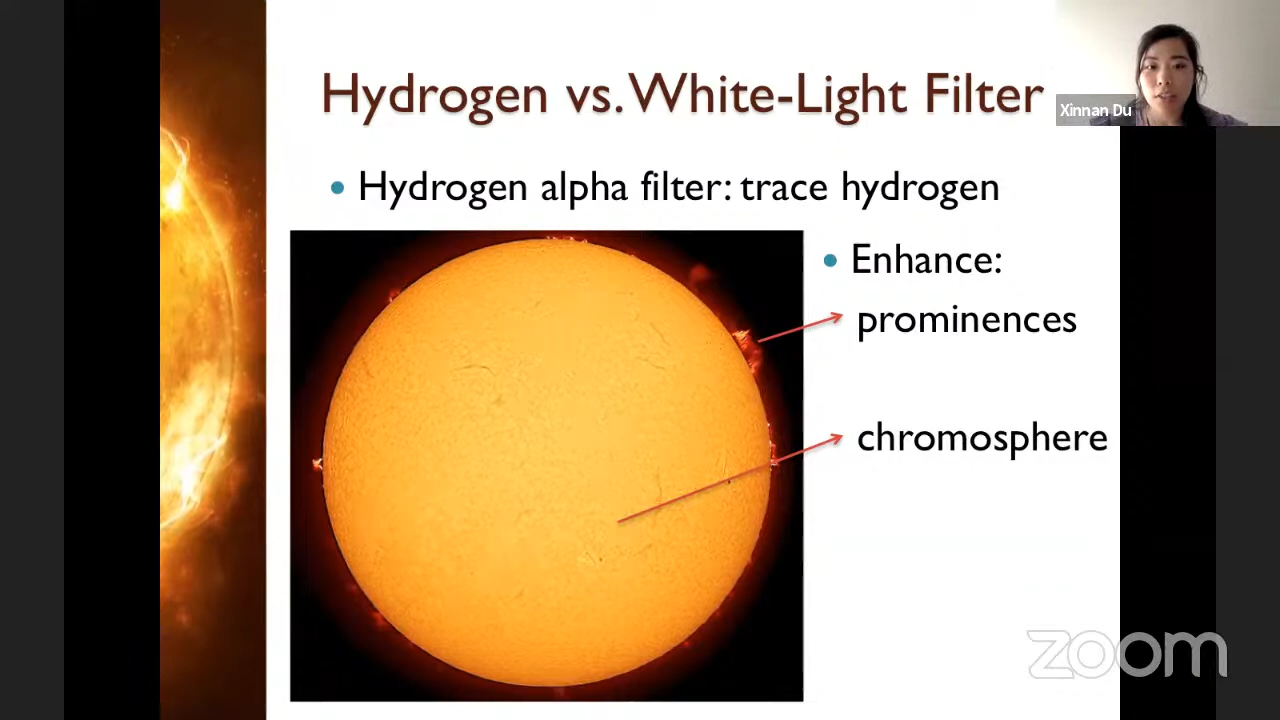 Hydrogen vs. White-Light Filter
Xinnan Du
• Hydrogen alpha filter: trace hydrogen
• Enhance:
prominences
chromosphere
zoom